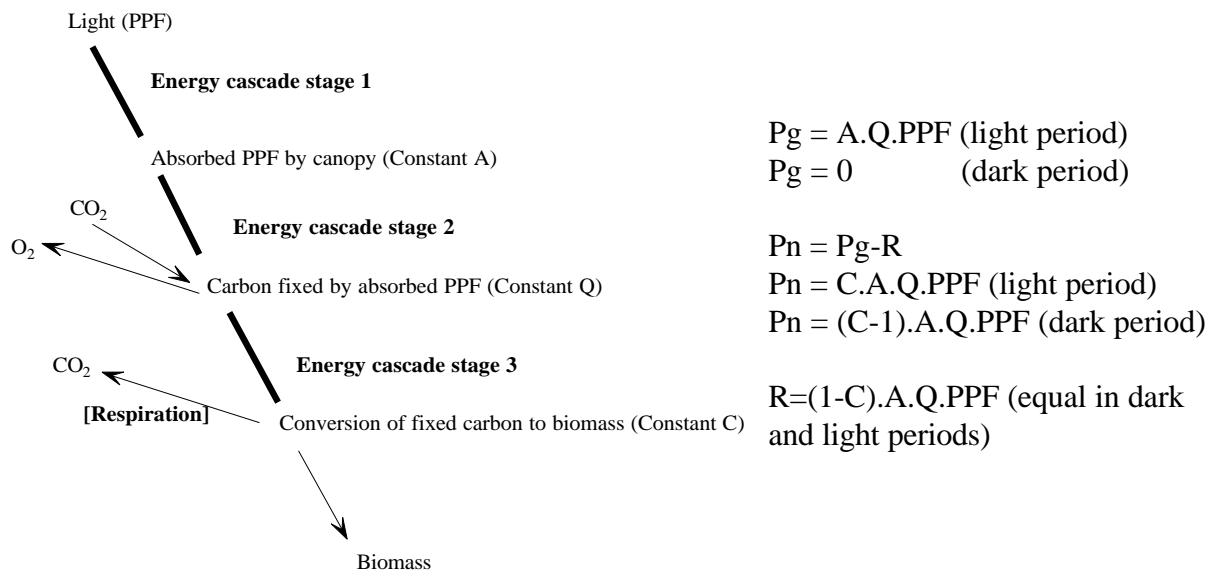 Light (PPF)
Energy cascade stage 1
Absorbed PPF by canopy (Constant A)
CO2
Energy cascade stage 2
O2
Carbon fixed by absorbed PPF (Constant Q)
CO2
Energy cascade stage 3
[Respiration]
Conversion of fixed carbon to biomass (Constant C)
Biomass
Pg = A.Q.PPF (light period)
Pg = 0 (dark period)
Pn = Pg-R
Pn = C.A.Q.PPF (light period)
Pn = (C-1).A.Q.PPF (dark period)
R=(1-C).A.Q.PPF (equal in dark
and light periods)